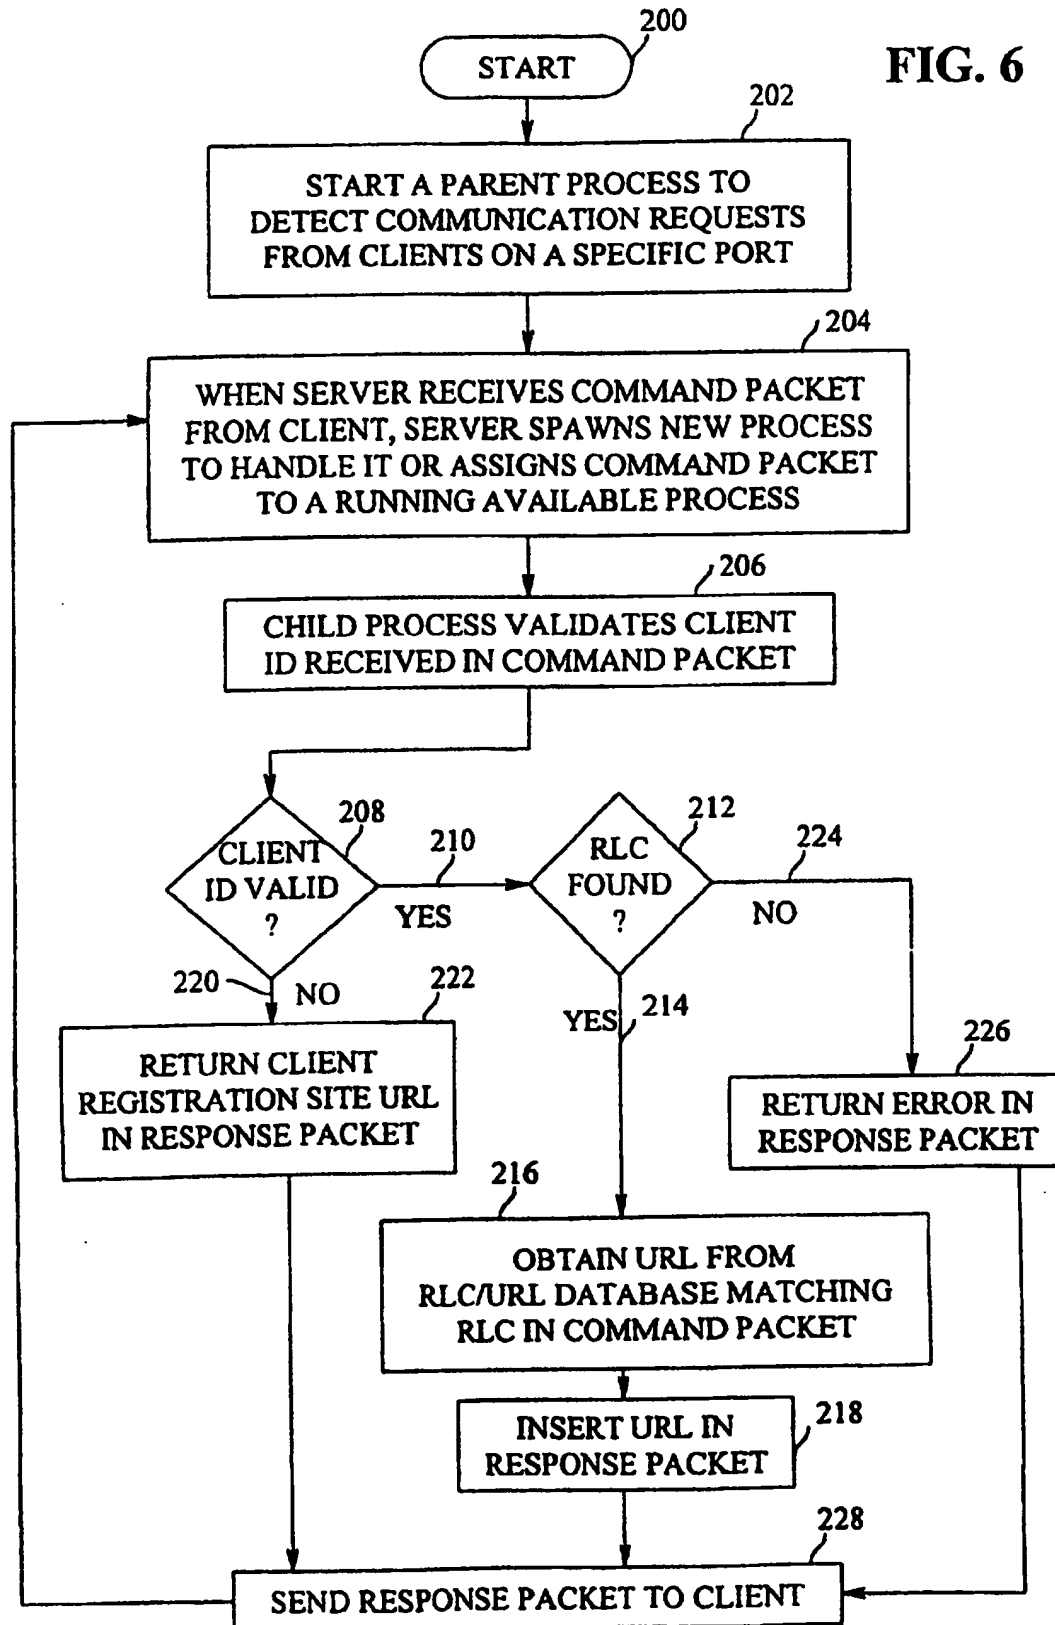 200
FIG. 6
START
202
START A PARENT PROCESS TO
DETECT COMMUNICATION REQUESTS
FROM CLIENTS ON A SPECIFIC PORT
204
WHEN SERVER RECEIVES COMMAND PACKET
FROM CLIENT, SERVER SPAWNS NEW PROCESS
TO HANDLE IT OR ASSIGNS COMMAND PACKET
TO A RUNNING AVAILABLE PROCESS
206
CHILD PROCESS VALIDATES CLIENT
ID RECEIVED IN COMMAND PACKET
208
CLIENT
ID VALID
?
210
YES
212
RLC
FOUND
?
224
NO
220
NO
222
RETURN CLIENT
REGISTRATION SITE URL
IN RESPONSE PACKET
YES
214
226
RETURN ERROR IN
RESPONSE PACKET
216
OBTAIN URL FROM
RLC/URL DATABASE MATCHING
RLC IN COMMAND PACKET
INSERT URL IN
RESPONSE PACKET
218
228
SEND RESPONSE PACKET TO CLIENT